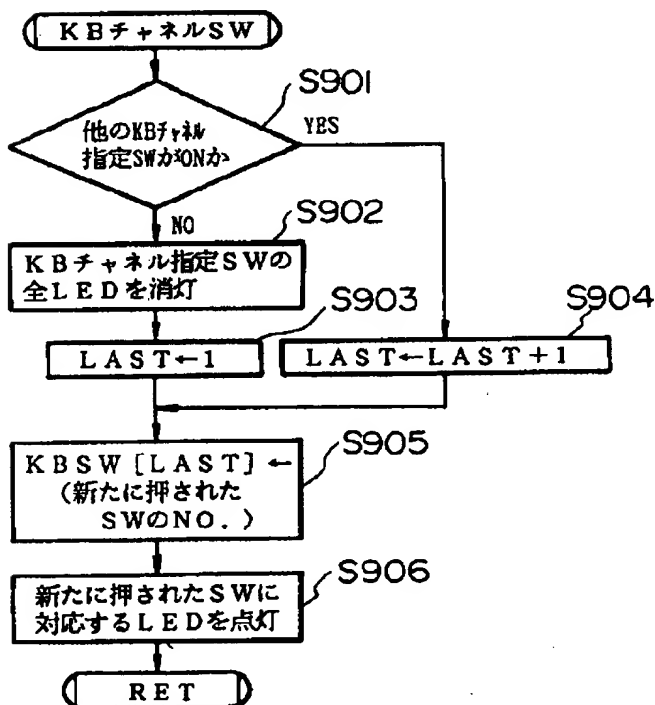 KBチャネルSW
S901
他のKBチャネル
指定SWがONか
YES
NO
S902
KBチャネル指定SWの
全LEDを消灯
S903
LAST←1
S904
LAST←LAST+1
S905
KBSW[LAST]←
(新たに押された
SWのNO.)
S906
新たに押されたSWに
対応するLEDを点灯
RET